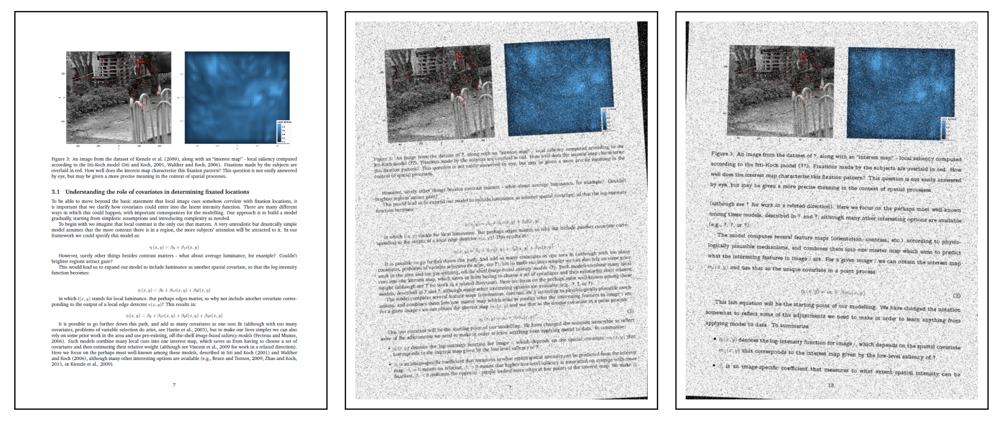 Figure 3: An image from the dataset of Kienzle et al. (2009), along with an “interest map” - local saliency computed
according to the Itti-Koch model (Itti and Koch, 2001; Walther and Koch, 2006). Fixations made by the subjects are
overlaid in red. How well does the interest map characterise this fixation pattern? This question is not easily answered
by eye, but may be given a more precise meaning in the context of spatial processes.
3.1 Understanding the role of covariates in determining fixated locations
To be able to move beyond the basic statement that local image cues somehow correlate with fixation locations, it
is important that we clarify how covariates could enter into the latent intensity function. There are many different
ways in which this could happen, with important consequences for the modelling. Our approach is to build a model
gradually, starting from simplistic assumptions and introducing complexity as needed.
To begin with we imagine that local contrast is the only cue that matters. A very unrealistic but drastically simple
model assumes that the more contrast there is in a region, the more subjects’ attention will be attracted to it. In our
framework we could specify this model as:
η (x, y) = β₀ + β₁c(x, y)
However, surely other things besides contrast matters - what about average luminance, for example? Couldn’t
brighter regions attract gaze?
This would lead us to expand our model to include luminance as another spatial covariate, so that the log-intensity
function becomes:
η (x, y) = β₀ + β₁c(x, y) + β₂l(x, y)
in which l(x, y) stands for local luminance. But perhaps edges matter, so why not include another covariate corres-
ponding to the output of a local edge detector e(x, y)? This results in:
η (x, y) = β₀ + β₁c(x, y) + β₂l(x, y) + β₃e(x, y)
It is possible to go further down this path, and add as many covariates as one sees fit (although with too many
covariates, problems of variable selection do arise, see Hastie et al., 2003), but to make our lives simpler we can also
rely on some prior work in the area and use pre-existing, off-the-shelf image-based saliency models (Fecteau and Munoz,
2006). Such models combine many local cues into one interest map, which saves us from having to choose a set of
covariates and then estimating their relative weight (although see Vincent et al., 2009 for work in a related direction).
Here we focus on the perhaps most well-known among these models, described in Itti and Koch (2001) and Walther
and Koch (2006), although many other interesting options are available (e.g., Bruce and Tsotsos, 2009, Zhao and Koch,
2011, or Kienzle et al., 2009).
7
Figure 3: An image from the dataset of ?, along with an “interest map” - local saliency computed according to the
Itti-Koch model (??). Fixations made by the subjects are overlaid in red. How well does the interest map characterise
this fixation pattern? This question is not easily answered by eye, but may be given a more precise meaning in the
context of spatial processes.
However, surely other things besides contrast matters - what about average luminance, for example? Couldn’t
brighter regions attract gaze?
This would lead us to expand our model to include luminance as another spatial covariate, so that the log-intensity
function becomes:
in which l(x, y) stands for local luminance. But perhaps edges matter, so why not include another covariate corre-
sponding to the output of a local edge detector e(x, y)? This results in:
It is possible to go further down this path, and add as many covariates as one sees fit (although with too many
covariates, problems of variable selection do arise, see ?), but to make our lives simpler we can also rely on some prior
work in the area and use pre-existing, off-the-shelf image-based saliency models (?). Such models combine many local
cues into one interest map, which saves us from having to choose a set of covariates and then estimating their relative
weight (although see ? for work in a related direction). Here we focus on the perhaps most well-known among these
models, described in ? and ?, although many other interesting options are available (e.g., ?, ?, or ?).
The model computes several feature maps (orientation, contrast, etc.) according to physiologically plausible mech-
anisms, and combines them into one master map which aims to predict what the interesting features in image i are.
For a given image i we can obtain the interest map and use that as the unique covariate in a point process:
(3)
This last equation will be the starting point of our modelling. We have changed the notation somewhat to reflect
some of the adjustments we need to make in order to learn anything from applying model to data. To summarise:
• denotes the log-intensity function for image i, which depends on the spatial covariate that
corresponds to the interest map given by the low-level saliency of ?
• is an image-specific coefficient that measures to what extent spatial intensity can be predicted from the interest
map. means no relation, means that higher low-level saliency is associated on average with more
fixations, indicates the opposite - people looked more often at low points of the interest map. We make
7
Figure 3: An image from the dataset of ?, along with an “interest map” - local saliency computed
according to the Itti-Koch model (??). Fixations made by the subjects are overlaid in red. How
well does the interest map characterise this fixation pattern? This question is not easily answered
by eye, but may be given a more precise meaning in the context of spatial processes.
(although see ? for work in a related direction). Here we focus on the perhaps most well-known
among these models, described in ? and ?, although many other interesting options are available
(e.g., ?, ?, or ?).
The model computes several feature maps (orientation, contrast, etc.) according to physio-
logically plausible mechanisms, and combines them into one master map which aims to predict
what the interesting features in image i are. For a given image i we can obtain the interest map
and use that as the unique covariate in a point process:
(3)
This last equation will be the starting point of our modelling. We have changed the notation
somewhat to reflect some of the adjustments we need to make in order to learn anything from
applying model to data. To summarise:
• denotes the log-intensity function for image i, which depends on the spatial covariate
that corresponds to the interest map given by the low-level saliency of ?
• is an image-specific coefficient that measures to what extent spatial intensity can be
13